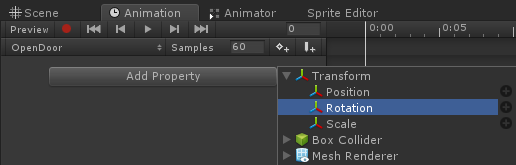 Scene Animation Animator Sprite Editor
Preview 0 0:00 0:05
OpenDoor Samples 60
Add Property
Transform
Position
Rotation
Scale
Box Collider
Mesh Renderer